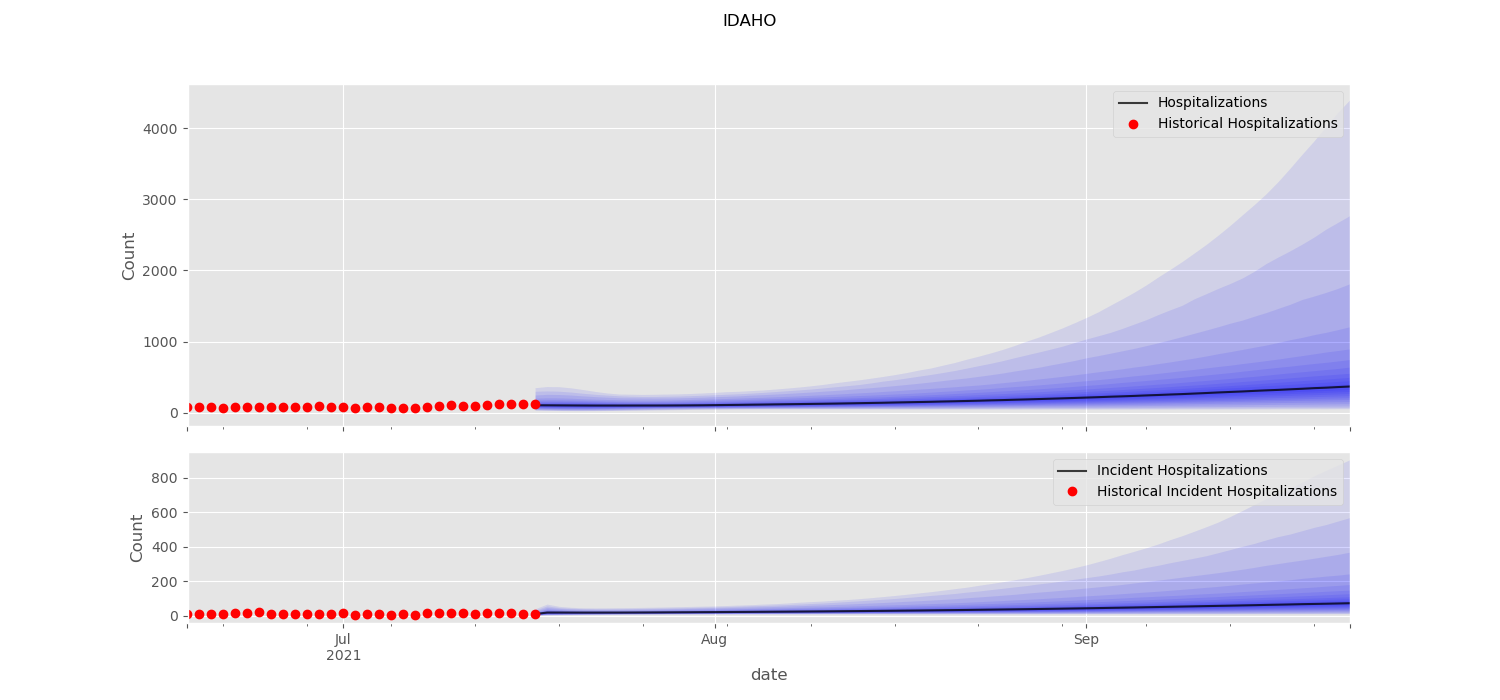 IDAHO
Hospitalizations
Historical Hospitalizations
Count
4000
3000
2000
1000
0
Incident Hospitalizations
Historical Incident Hospitalizations
Count
800
600
400
200
0
Jul
2021
Aug
Sep
date